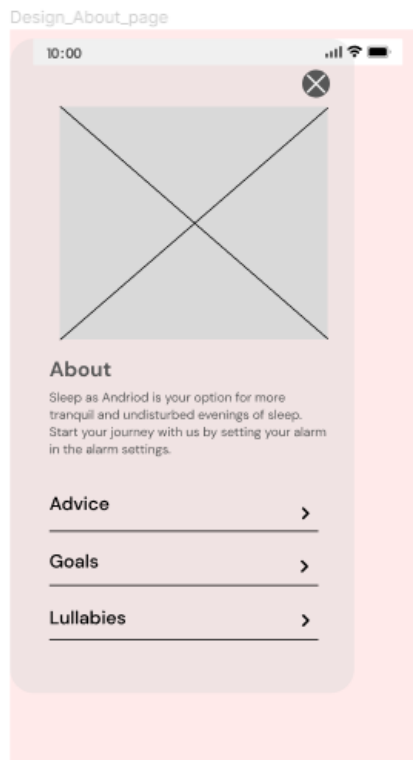 Design_About_page
10:00
About
Sleep as Andriod is your option for more
tranquil and undisturbed evenings of sleep.
Start your journey with us by setting your alarm
in the alarm settings.
Advice
Goals
Lullabies